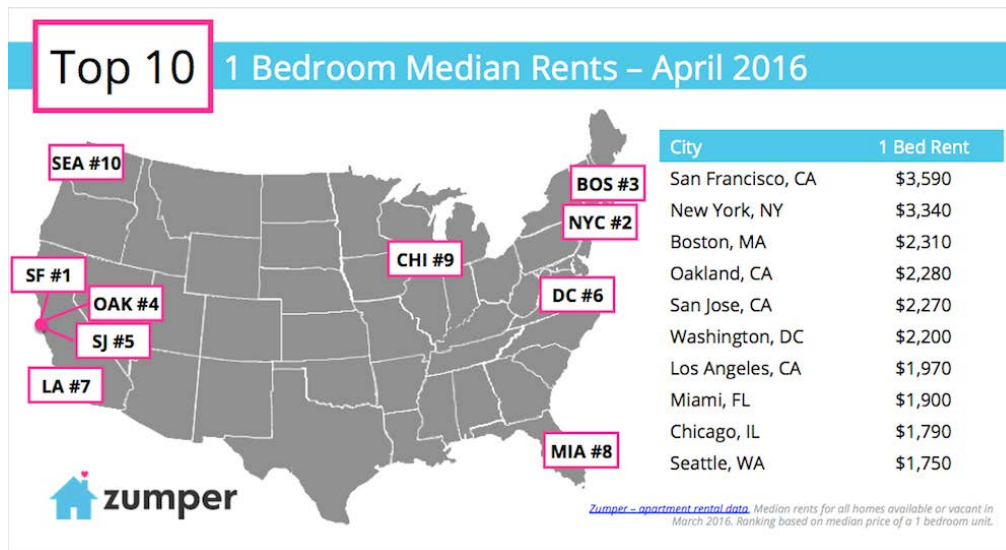 Top 10
1 Bedroom Median Rents – April 2016
SEA #10
BOS #3
NYC #2
CHI #9
SF #1
OAK #4
DC #6
SJ #5
LA #7
MIA #8
zumper
City 1 Bed Rent
San Francisco, CA $3,590
New York, NY $3,340
Boston, MA $2,310
Oakland, CA $2,280
San Jose, CA $2,270
Washington, DC $2,200
Los Angeles, CA $1,970
Miami, FL $1,900
Chicago, IL $1,790
Seattle, WA $1,750
Zumper – apartment rental data. Median rents for all homes available or vacant in
March 2016. Ranking based on median price of a 1 bedroom unit.